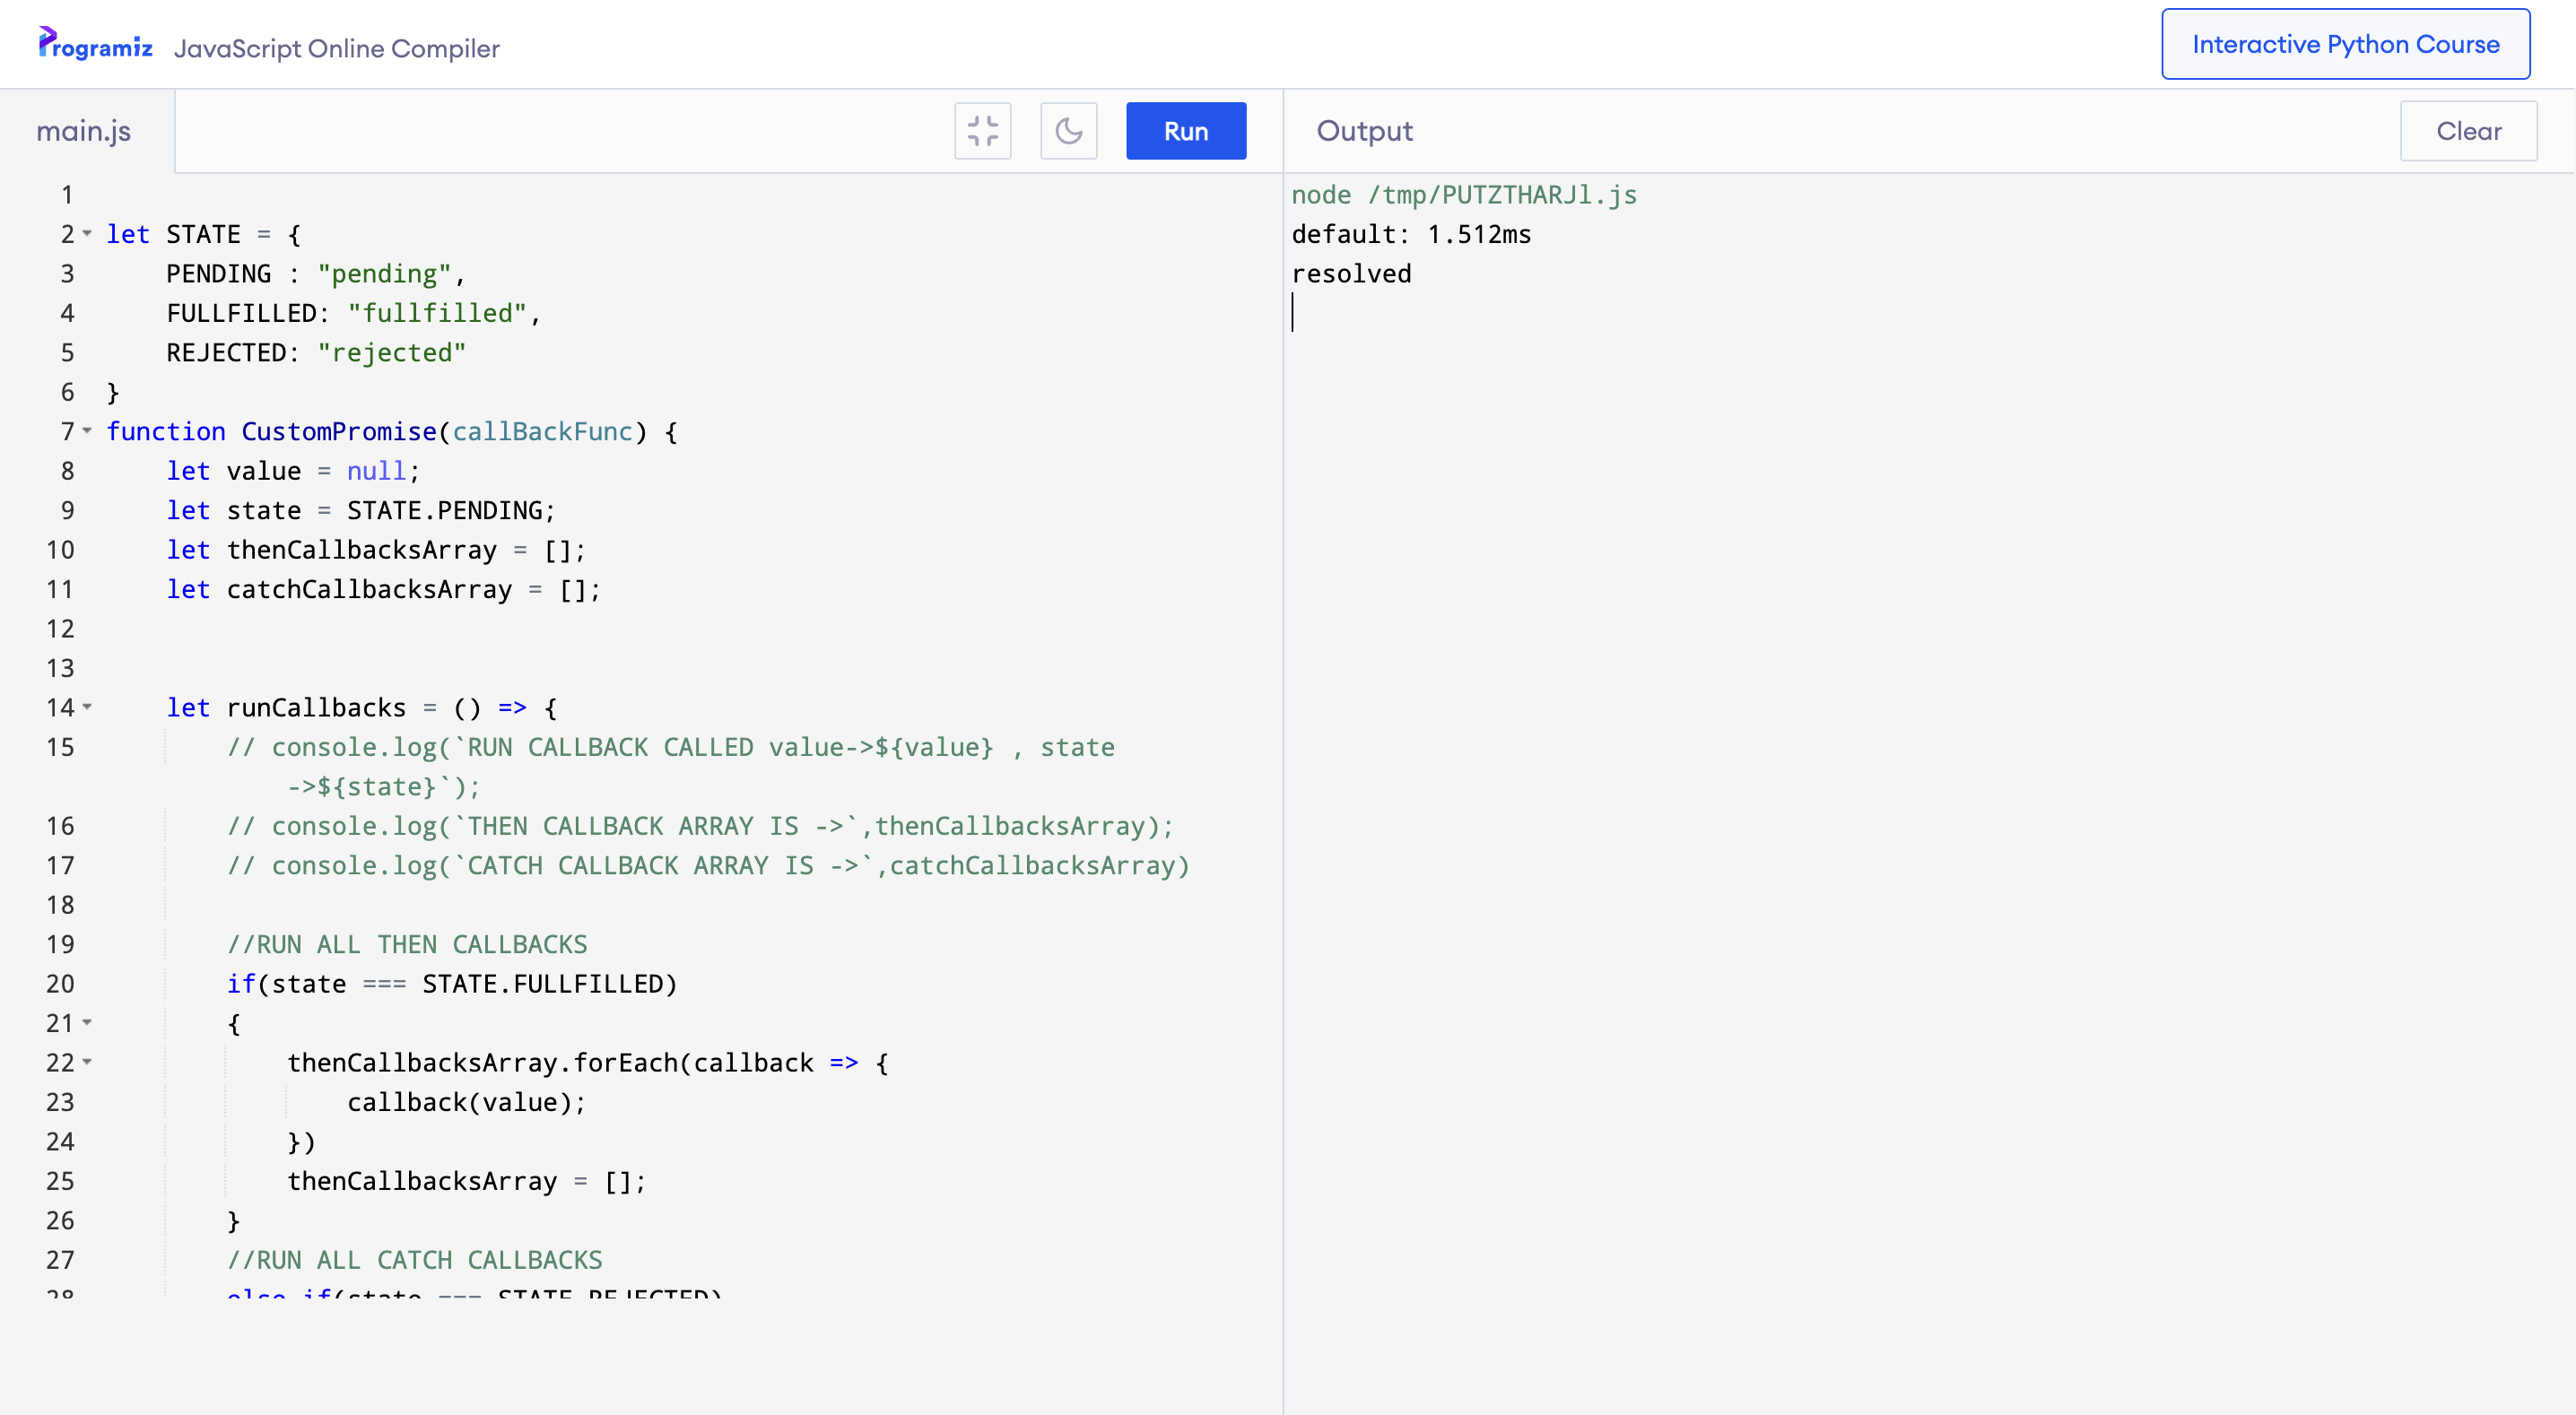 Programiz JavaScript Online Compiler
Interactive Python Course
main.js
Run
Output
Clear
1
2 let STATE = {
3 PENDING : "pending",
4 FULLFILLED: "fullfilled",
5 REJECTED: "rejected"
6 }
7 function CustomPromise(callBackFunc) {
8 let value = null;
9 let state = STATE.PENDING;
10 let thenCallbacksArray = [];
11 let catchCallbacksArray = [];
12
13
14 let runCallbacks = () => {
15 // console.log(`RUN CALLBACK CALLED value->${value} , state
->${state}`);
16 // console.log(`THEN CALLBACK ARRAY IS ->`,thenCallbacksArray);
17 // console.log(`CATCH CALLBACK ARRAY IS ->`,catchCallbacksArray)
18
19 //RUN ALL THEN CALLBACKS
20 if(state === STATE.FULLFILLED)
21 {
22 thenCallbacksArray.forEach(callback => {
23 callback(value);
24 })
25 thenCallbacksArray = [];
26 }
27 //RUN ALL CATCH CALLBACKS
28 else if(state === STATE.REJECTED)
node /tmp/PUTZTHARJl.js
default: 1.512ms
resolved